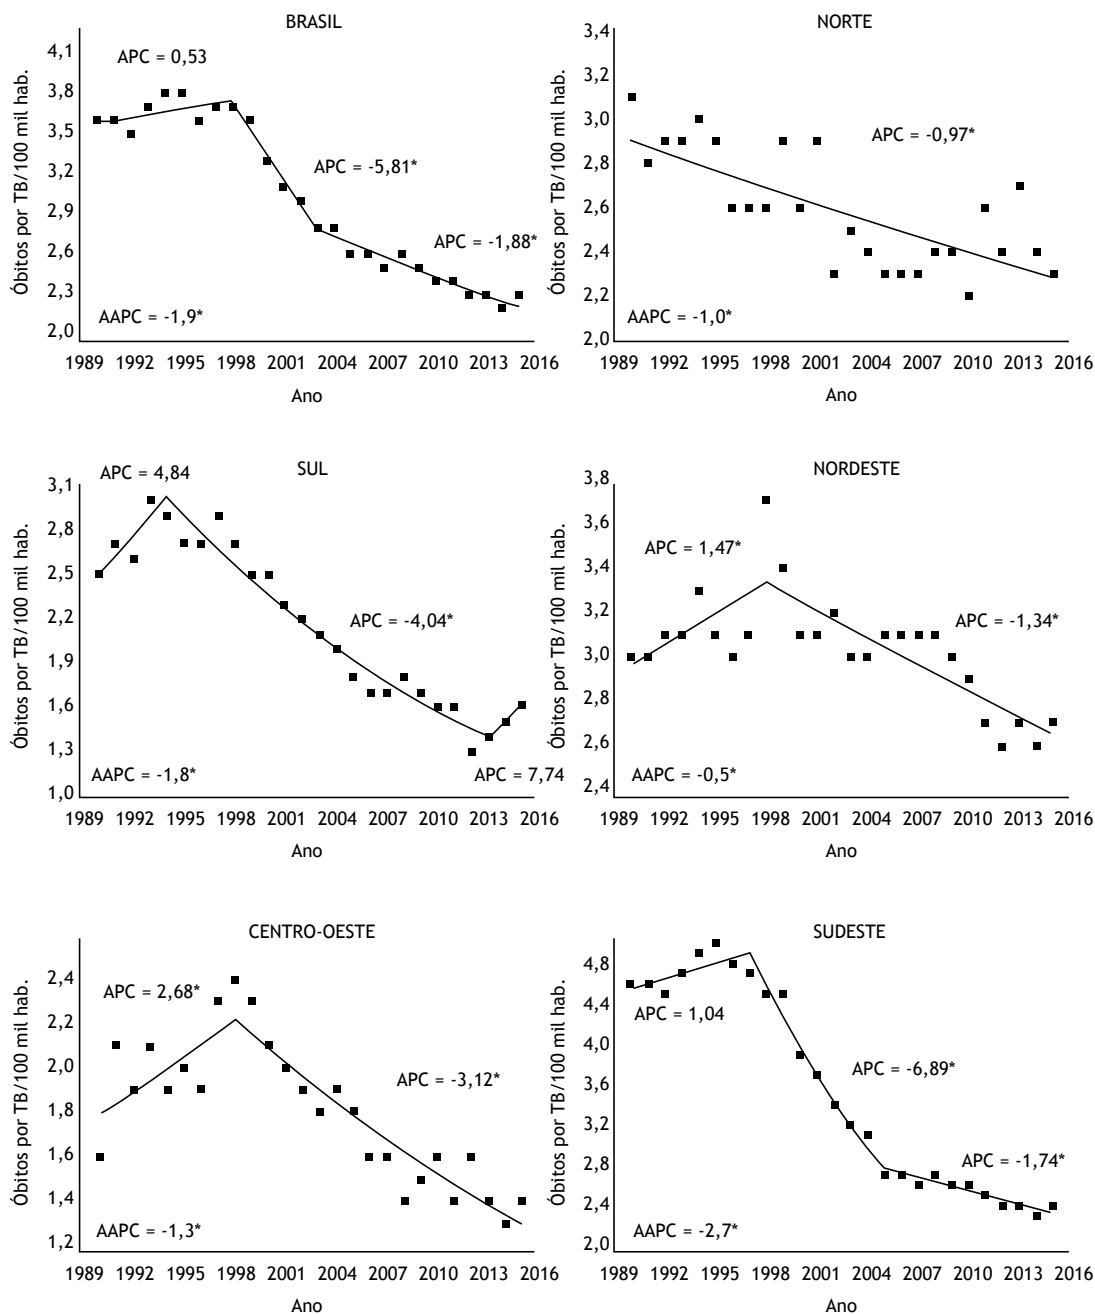 BRASIL
Óbitos por TB/100 mil hab.
4,1
3,8
3,5
3,2
2,9
2,6
2,3
2,0
APC = 0,53
APC = -5,81*
APC = -1,88*
AAPC = -1,9*
1989 1992 1995 1998 2001 2004 2007 2010 2013 2016
Ano
NORTE
Óbitos por TB/100 mil hab.
3,4
3,2
3,0
2,8
2,6
2,4
2,2
2,0
APC = -0,97*
AAPC = -1,0*
1989 1992 1995 1998 2001 2004 2007 2010 2013 2016
Ano
SUL
Óbitos por TB/100 mil hab.
3,1
2,8
2,5
2,2
1,9
1,6
1,3
1,0
APC = 4,84
APC = -4,04*
AAPC = -1,8*
APC = 7,74
1989 1992 1995 1998 2001 2004 2007 2010 2013 2016
Ano
NORDESTE
Óbitos por TB/100 mil hab.
3,8
3,6
3,4
3,2
3,0
2,8
2,6
2,4
APC = 1,47*
APC = -1,34*
AAPC = -0,5*
1989 1992 1995 1998 2001 2004 2007 2010 2013 2016
Ano
CENTRO-OESTE
Óbitos por TB/100 mil hab.
2,4
2,2
2,0
1,8
1,6
1,4
1,2
APC = 2,68*
APC = -3,12*
AAPC = -1,3*
1989 1992 1995 1998 2001 2004 2007 2010 2013 2016
Ano
SUDESTE
Óbitos por TB/100 mil hab.
4,8
4,4
4,0
3,6
3,2
2,8
2,4
2,0
APC = 1,04
APC = -6,89*
APC = -1,74*
AAPC = -2,7*
1989 1992 1995 1998 2001 2004 2007 2010 2013 2016
Ano